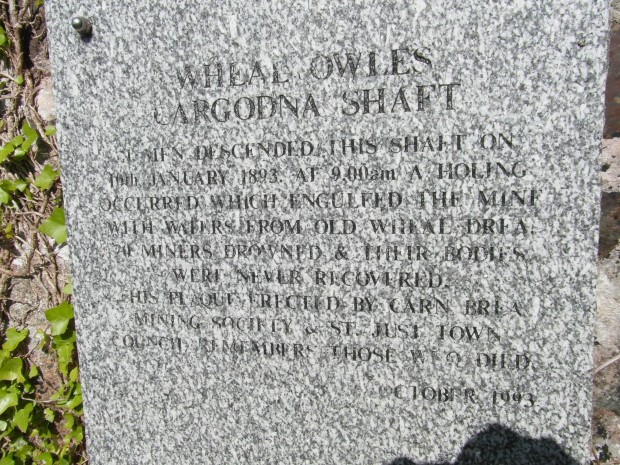 WHEAL OWLES
CARGODNA SHAFT
MEN DESCENDED THIS SHAFT ON
10th JANUARY 1893. AT 9.00am A HOLING
OCCURRED WHICH ENGULFED THE MINE
WITH WATERS FROM OLD WHEAL DREA.
MINERS DROWNED & THEIR BODIES
WERE NEVER RECOVERED.
THIS PLAQUE ERECTED BY CARN BREA
MINING SOCIETY & ST. JUST TOWN
COUNCIL REMEMBERS THOSE WHO DIED.
OCTOBER 1993